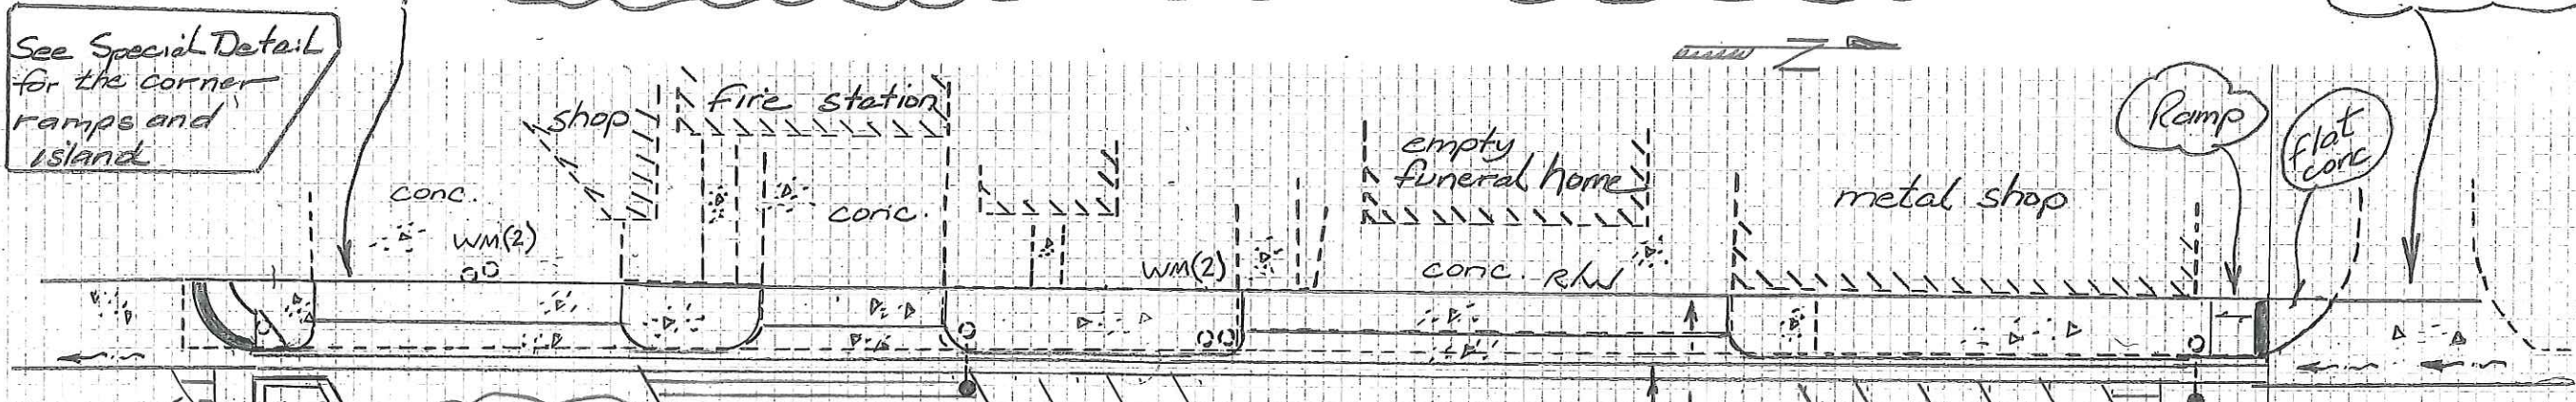 See Special Detail
for the corner
ramps and
island
shop
fire station
conc.
WM(2)
conc.
WM(2)
empty
funeral home
conc. R/W
metal shop
Ramp
flat
conc
N